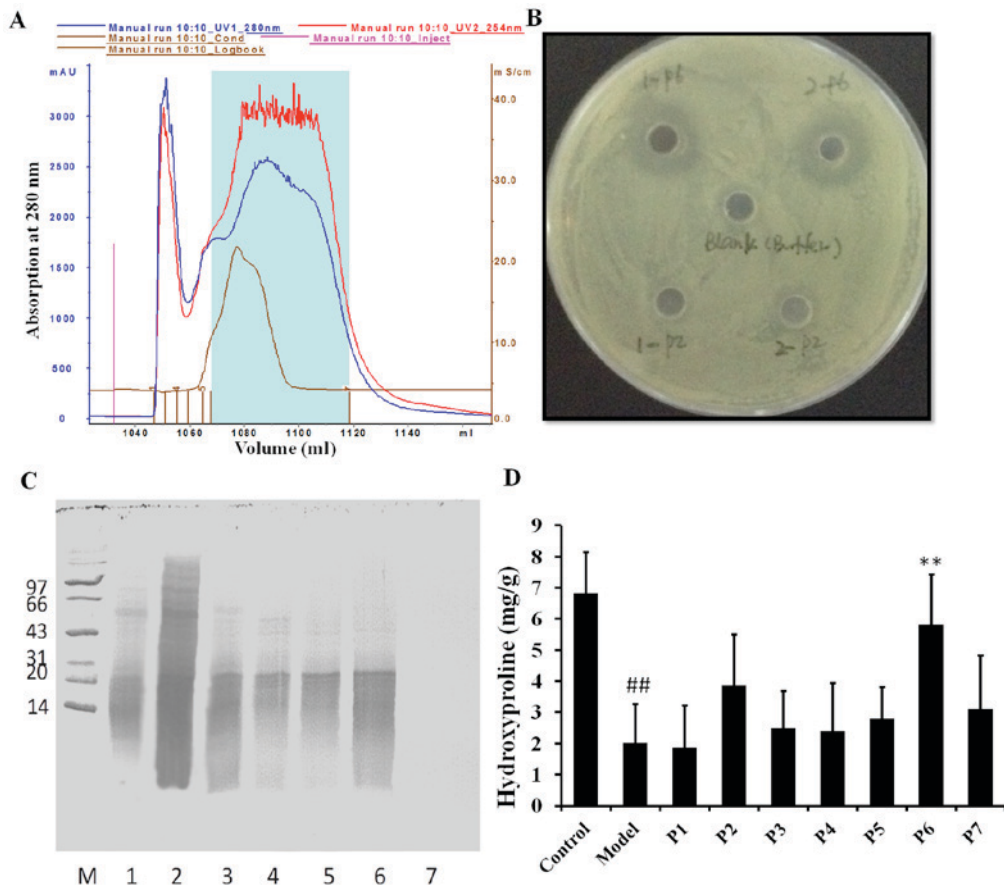 A
Manual run 10:10_UV1_280nm Manual run 10:10_UV2_254nm
Manual run 10:10_Cond Manual run 10:10_Inject
Manual run 10:10_Logbook
mAU mS/cm
3000
2500
2000
1500
1000
500
0
40.0
30.0
20.0
10.0
0.0
1040 1060 1080 1100 1120 1140 ml
Absorption at 280 nm
Volume (ml)
B
1-P6 2-P6
Blank (Buffer)
1-P2 2-P2
C
97
66
43
31
20
14
M 1 2 3 4 5 6 7
D
Hydroxyproline (mg/g)
9
8
7
6
5
4
3
2
1
0
##
**
Control Model P1 P2 P3 P4 P5 P6 P7